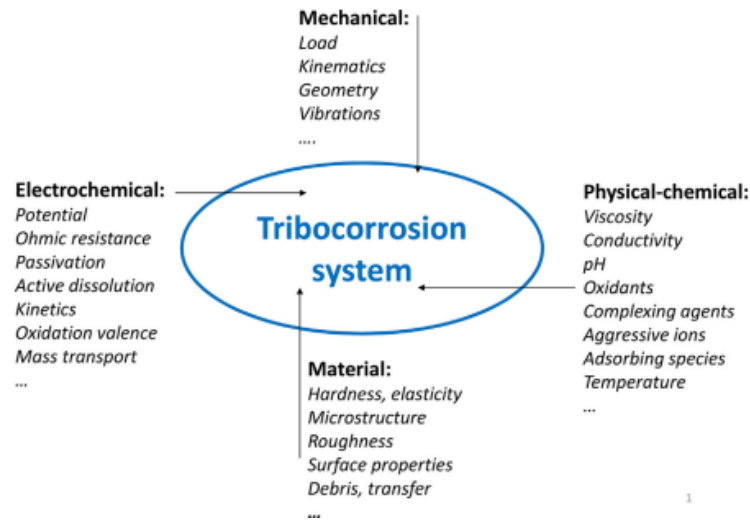 Mechanical:
Load
Kinematics
Geometry
Vibrations
....
Electrochemical:
Potential
Ohmic resistance
Passivation
Active dissolution
Kinetics
Oxidation valence
Mass transport
...
Tribocorrosion
system
Physical-chemical:
Viscosity
Conductivity
pH
Oxidants
Complexing agents
Aggressive ions
Adsorbing species
Temperature
...
Material:
Hardness, elasticity
Microstructure
Roughness
Surface properties
Debris, transfer
...
1